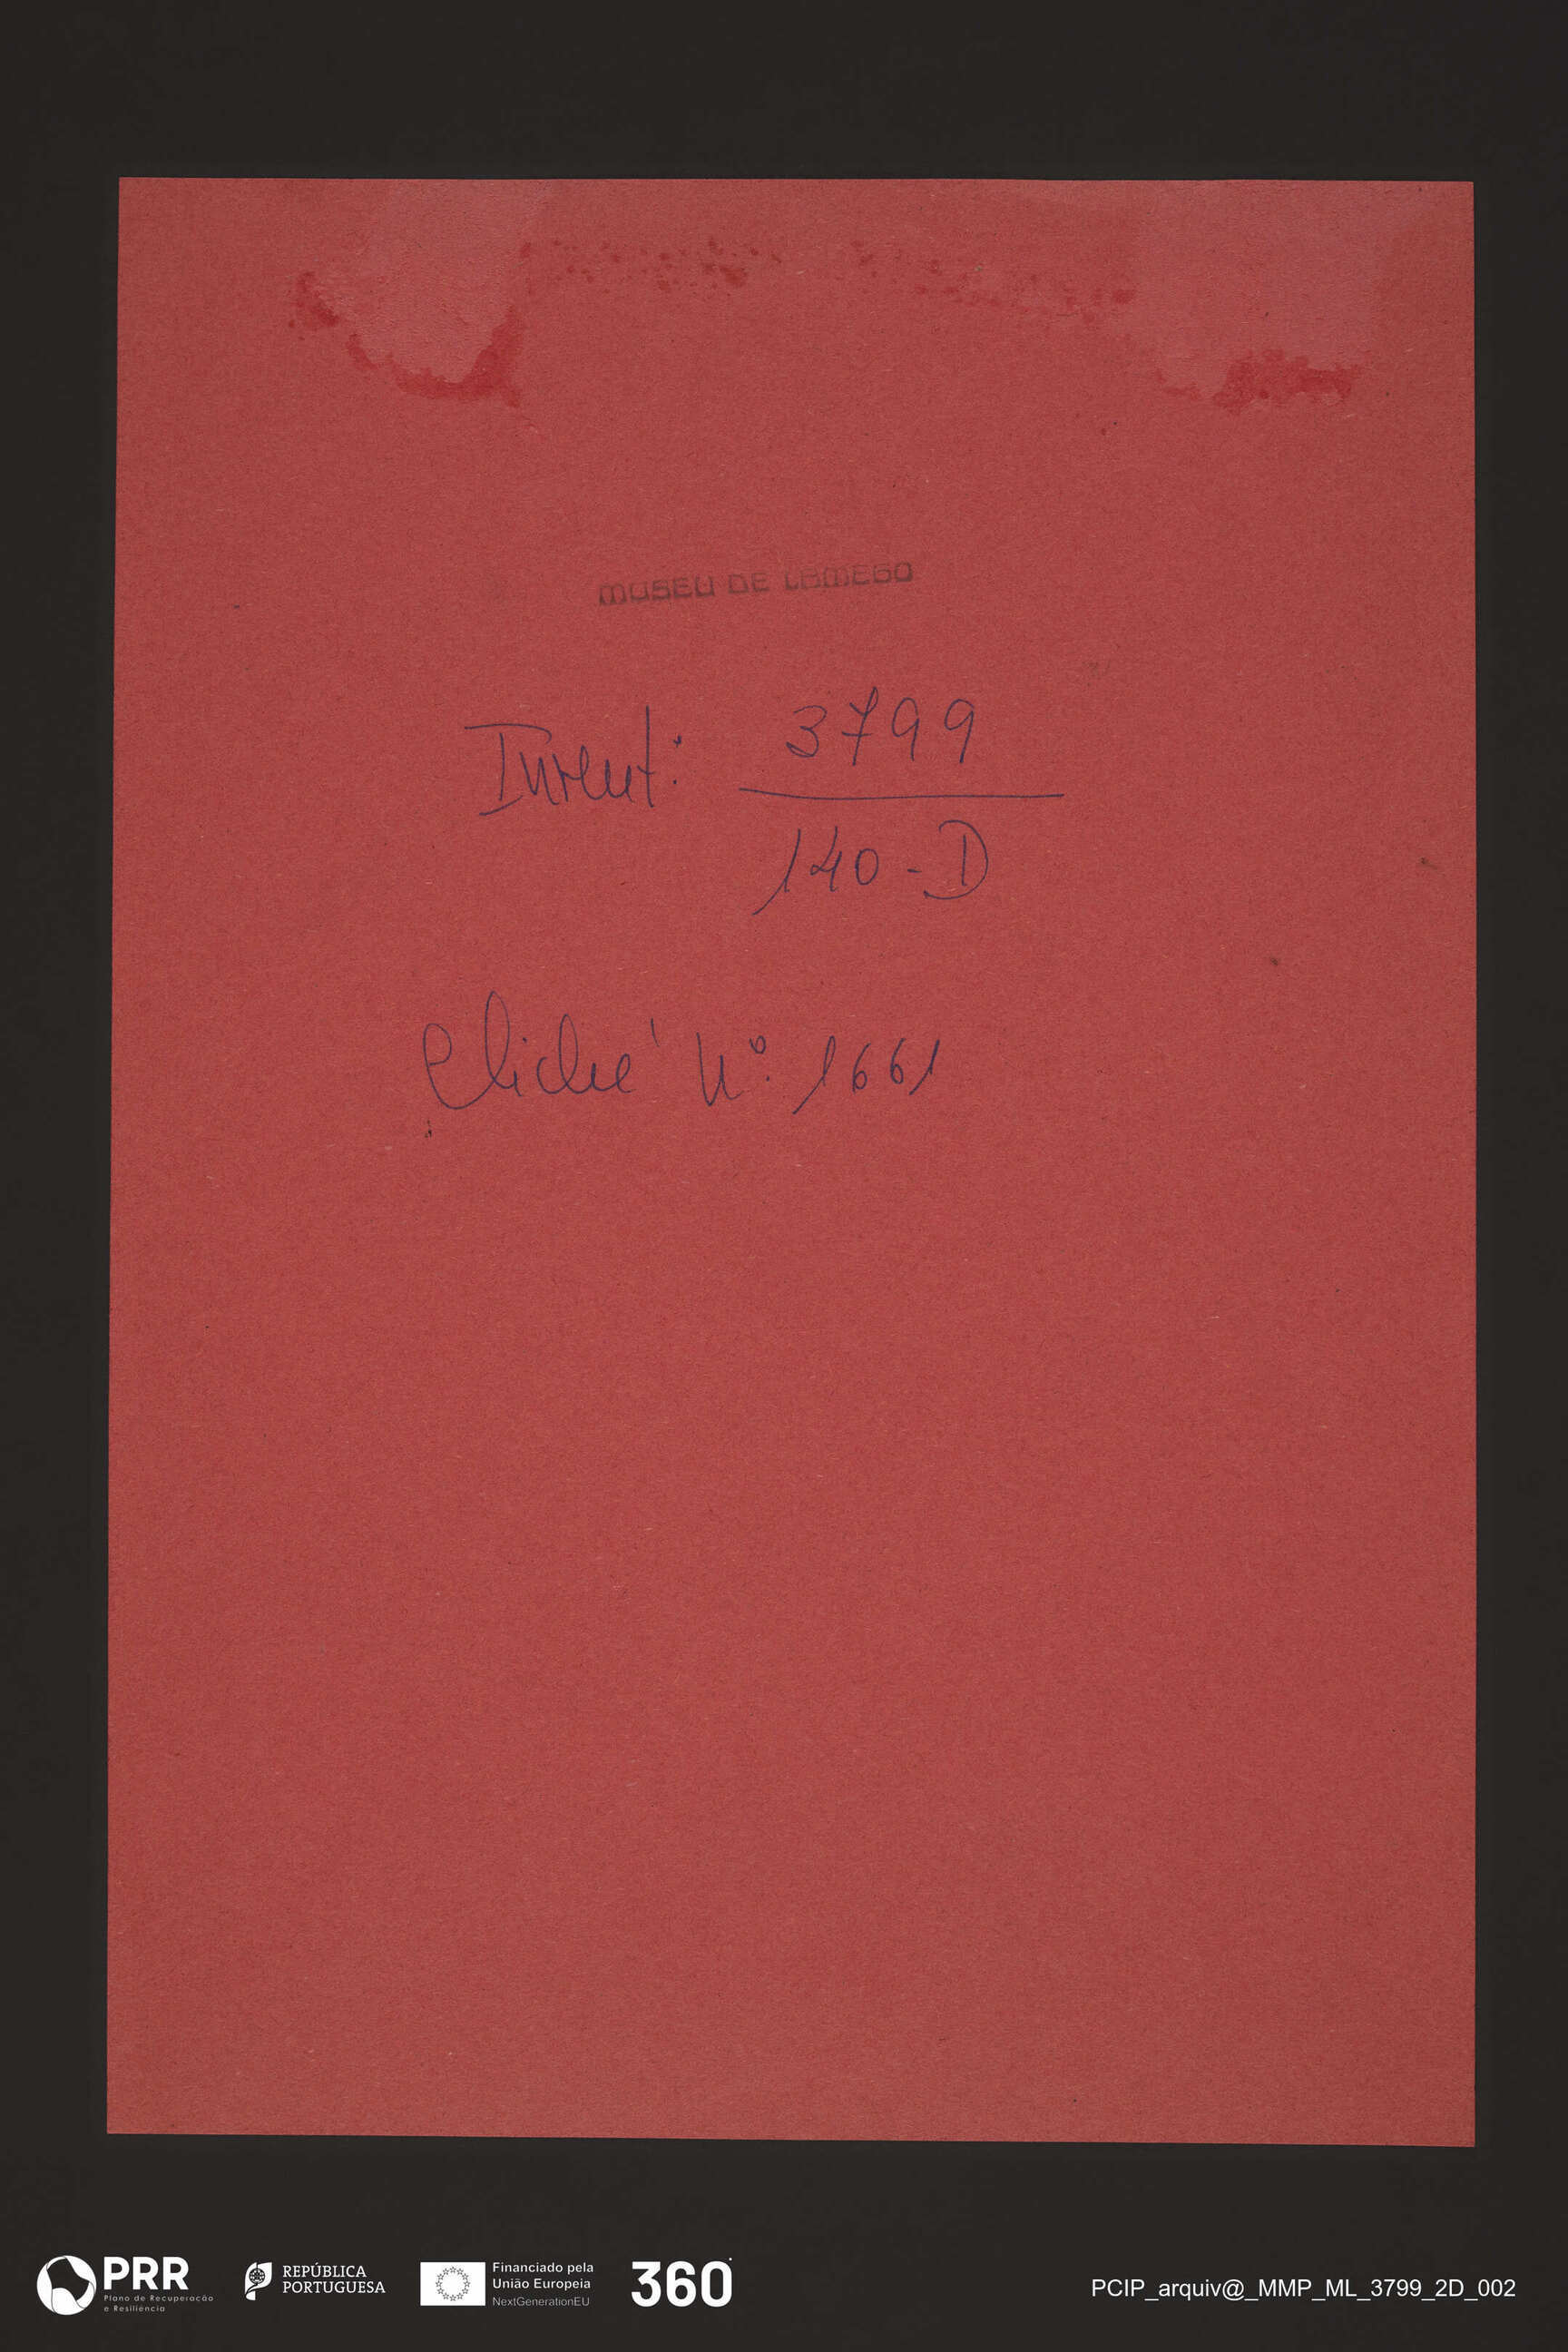 MUSEU DE LAMEGO
Invent: 3799
140-D
Cliché Nº. 1661
PRR
Plano de Recuperação
e Resiliência
REPÚBLICA
PORTUGUESA
Financiado pela
União Europeia
NextGenerationEU
360
PCIP_arquiv@_MMP_ML_3799_2D_002